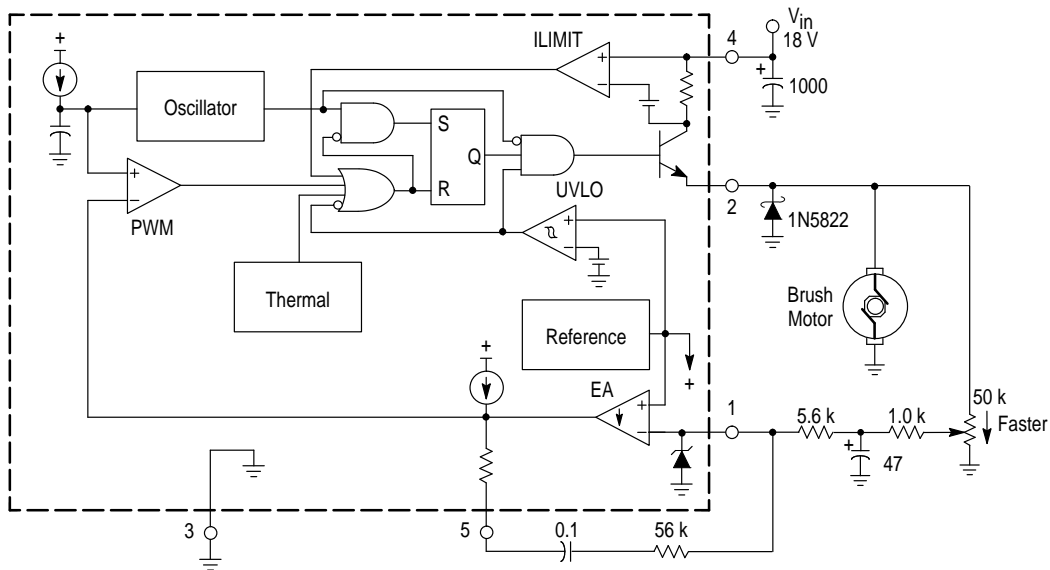 +
Oscillator
ILIMIT
+
−
4
Vin
18 V
+
1000
S
Q
R
+
−
PWM
UVLO
+
−
2
1N5822
Thermal
Brush
Motor
Reference
+
+
EA
+
−
1
5.6 k
1.0 k
50 k
Faster
+
47
3
5
0.1
56 k